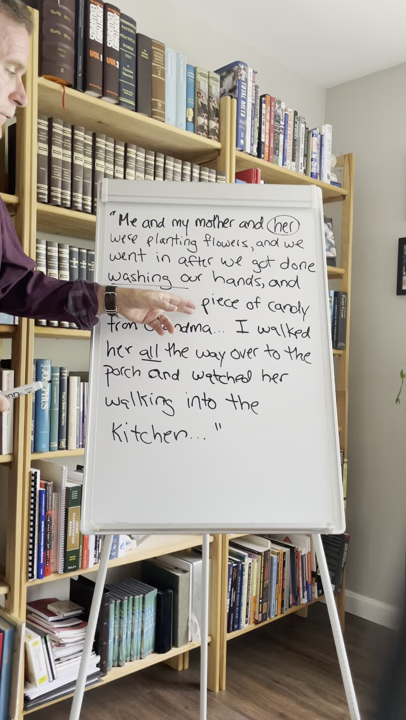 "Me and my mother and her
were planting flowers, and we
went in after we got done
washing our hands, and
piece of candy
from Grandma... I walked
her all the way over to the
porch and watched her
walking into the
Kitchen..."